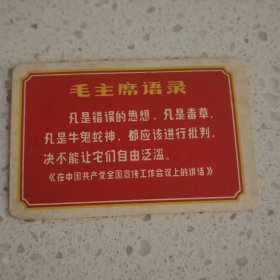 毛主席语录
凡是错误的思想，凡是毒草，
凡是牛鬼蛇神，都应该进行批判，
决不能让它们自由泛滥。
《在中国共产党全国宣传工作会议上的讲话》